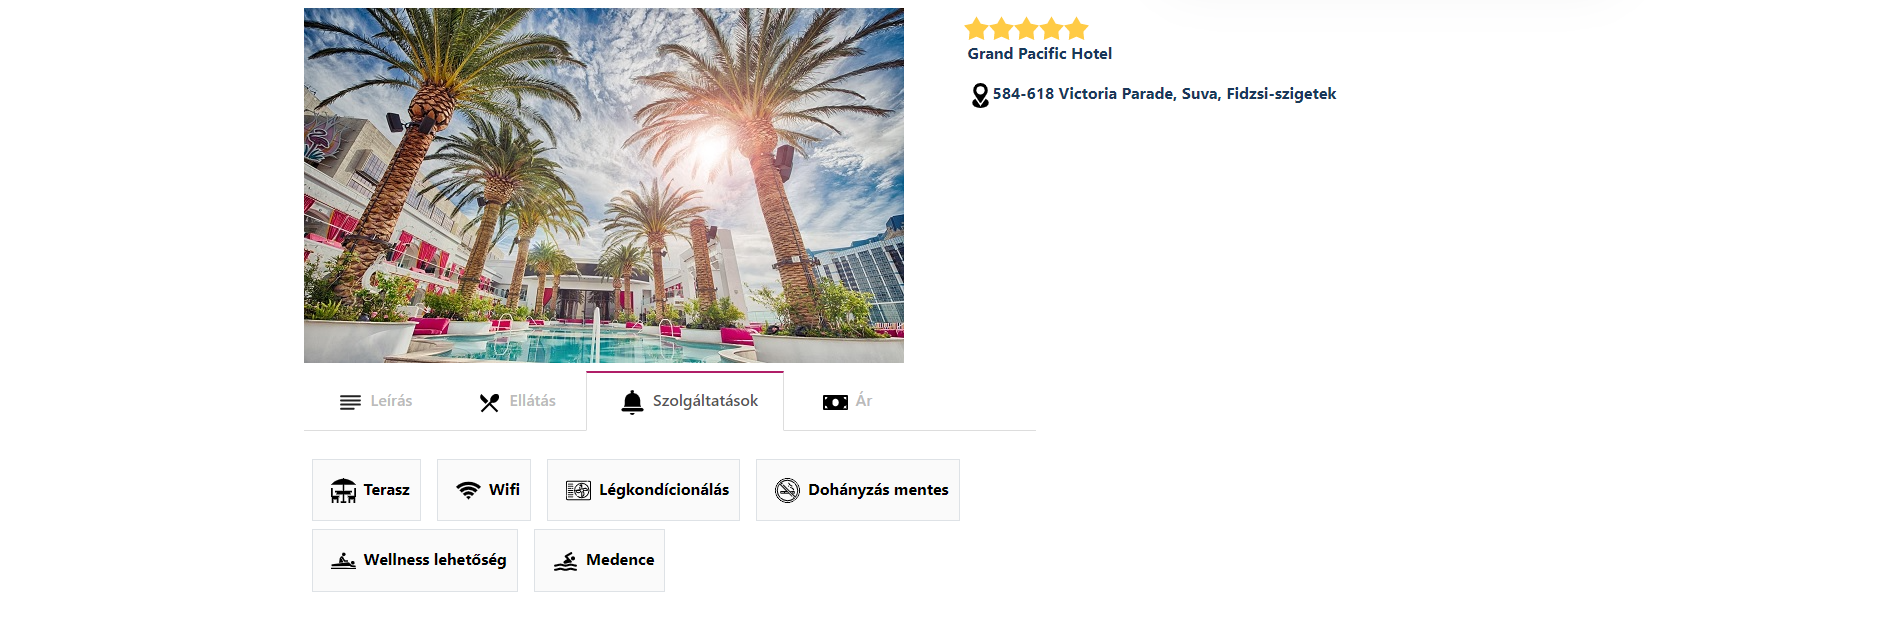 Grand Pacific Hotel
584-618 Victoria Parade, Suva, Fidzsi-szigetek
Leírás
Ellátás
Szolgáltatások
Ár
Terasz
Wifi
Légkondícionálás
Dohányzás mentes
Wellness lehetőség
Medence